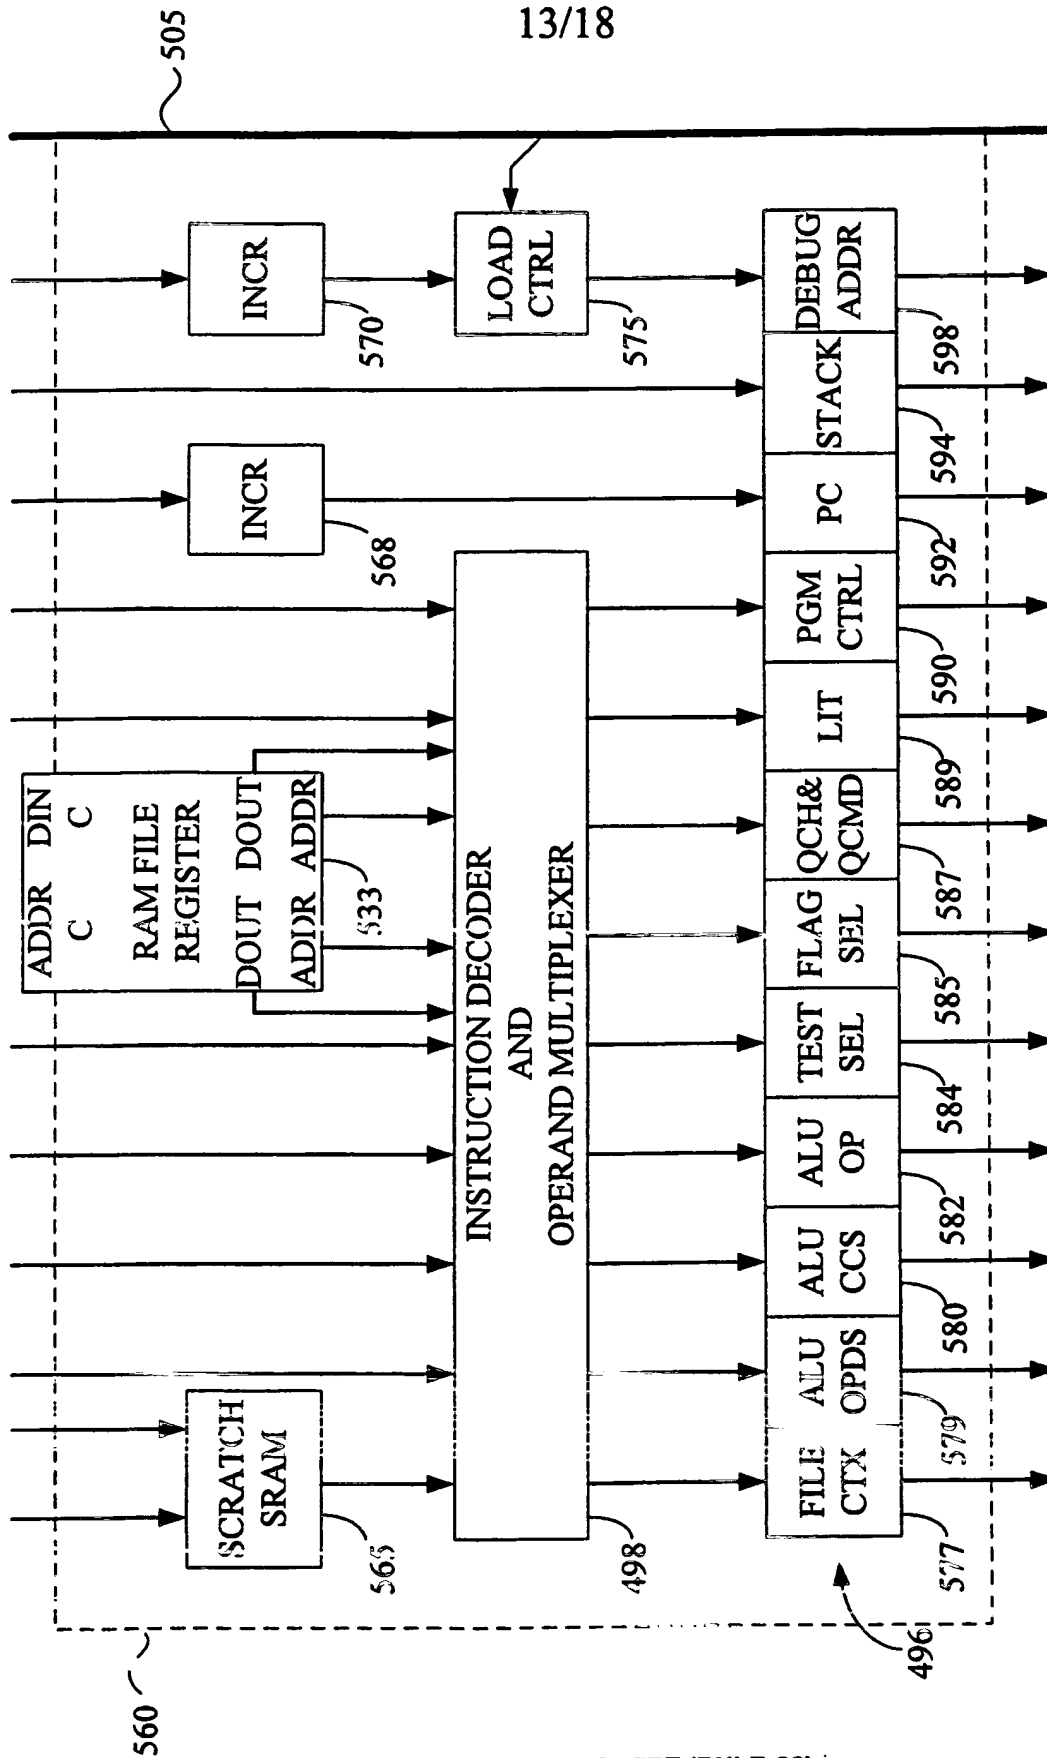 13/18
505
560
ADDR DIN
C C
RAM FILE
REGISTER
DOUT DOUT
ADDR ADDR
533
SCRATCH
SRAM
565
INCR
568
INCR
570
INSTRUCTION DECODER
AND
OPERAND MULTIPLEXER
498
LOAD
CTRL
575
FILE
CTX
577
ALU
OPDS
579
ALU
CCS
580
ALU
OP
582
TEST
SEL
584
FLAG
SEL
585
QCH&
QCMD
587
LIT
589
PGM
CTRL
590
PC
592
STACK
594
DEBUG
ADDR
598
496